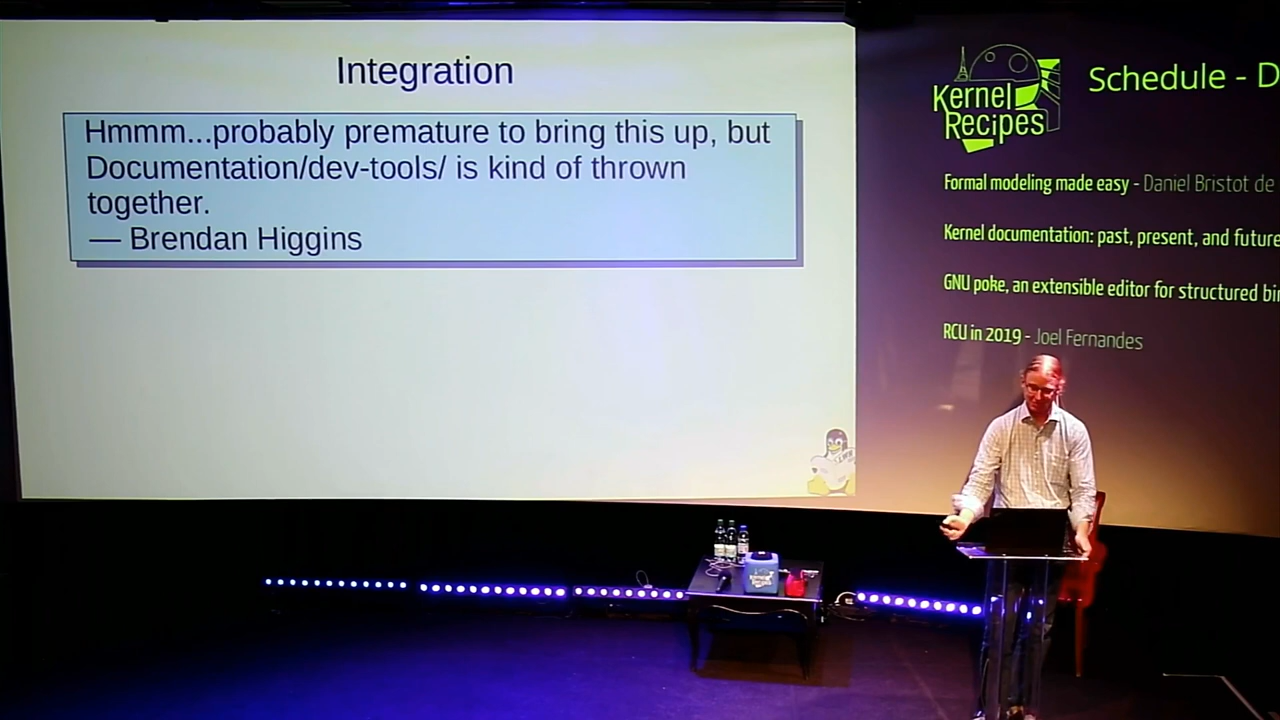 Integration
Hmmm...probably premature to bring this up, but
Documentation/dev-tools/ is kind of thrown
together.
— Brendan Higgins
Kernel
Recipes
Schedule - D
Formal modeling made easy - Daniel Bristot de
Kernel documentation: past, present, and future
GNU poke, an extensible editor for structured bi
RCU in 2019 - Joel Fernandes
Kernel
Recipes